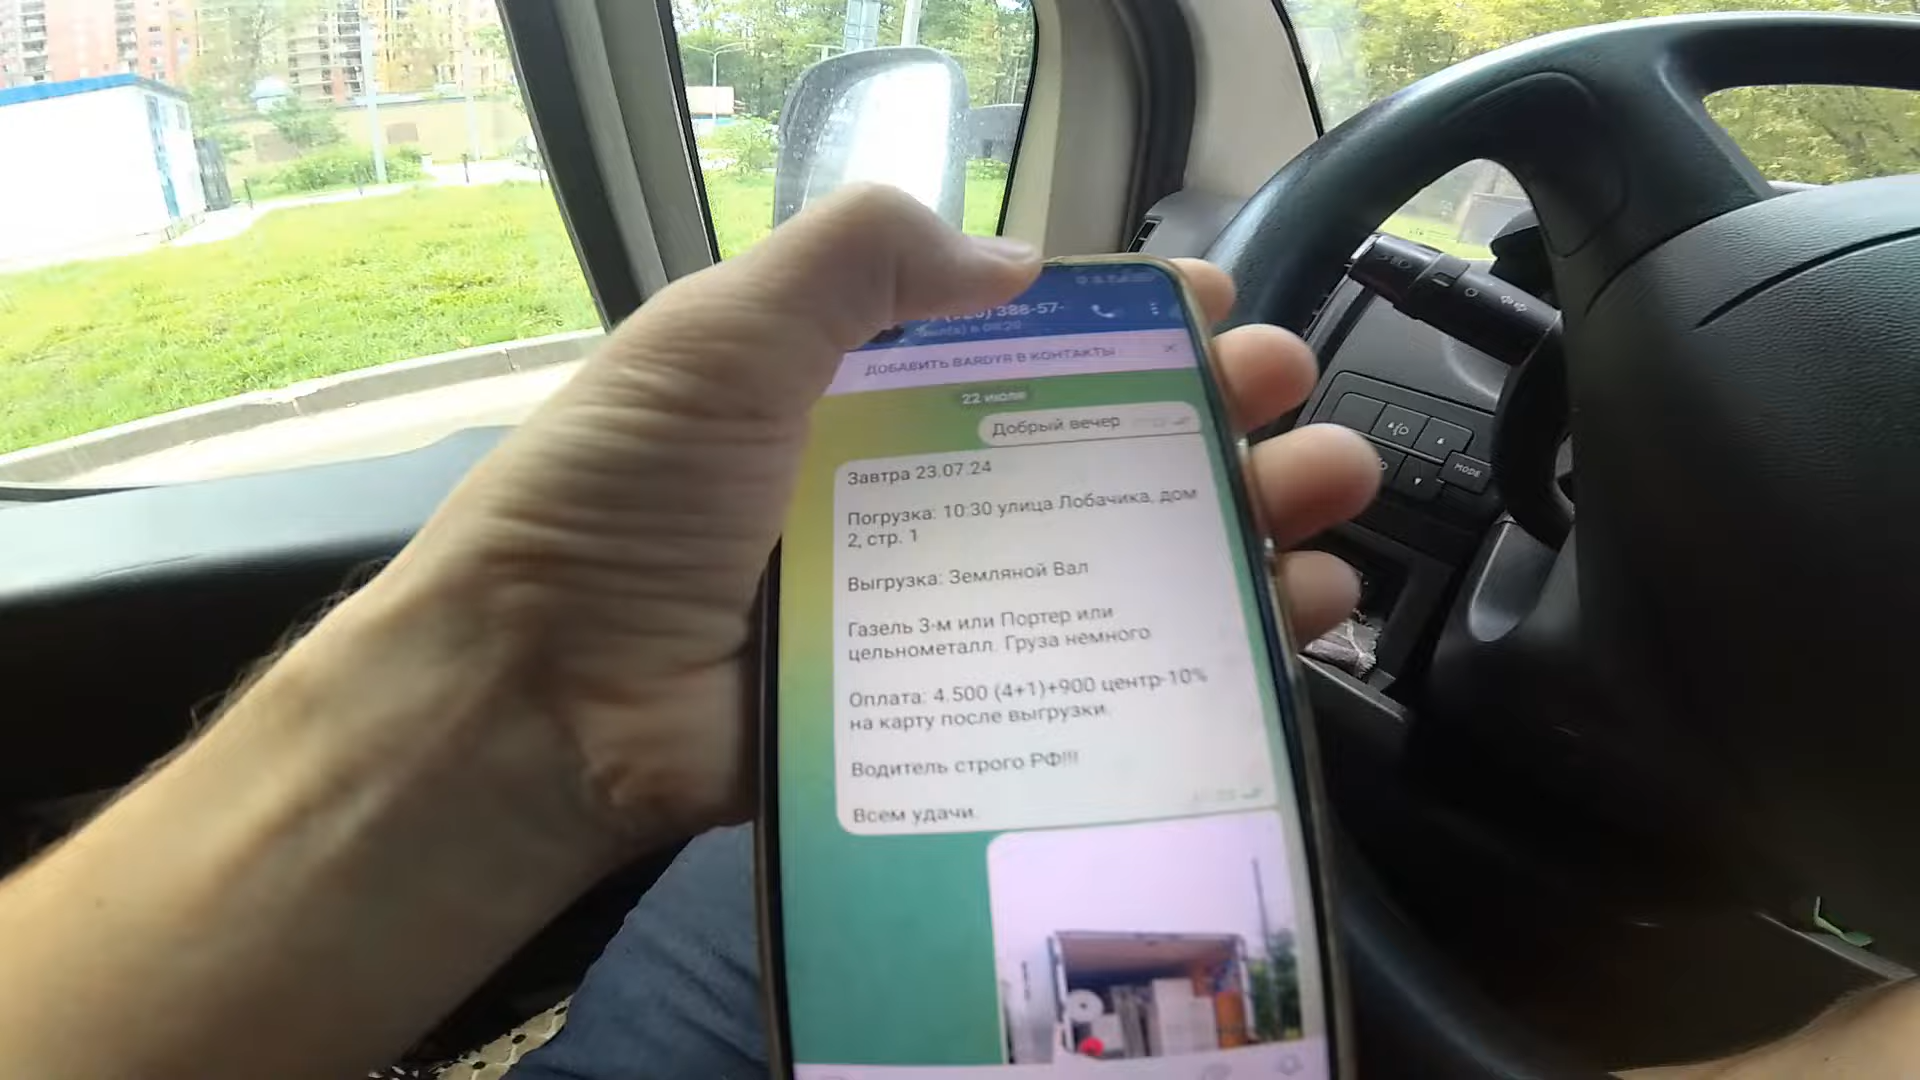 388-57-
ДОБАВИТЬ BARDYR В КОНТАКТЫ
22 июля
Добрый вечер
Завтра 23.07.24
Погрузка: 10:30 улица Лобачика, дом
2, стр. 1
Выгрузка: Земляной Вал
Газель 3-м или Портер или
цельнометалл. Груза немного
Оплата: 4.500 (4+1)+900 центр-10%
на карту после выгрузки.
Водитель строго РФ!!!
Всем удачи.
MODE